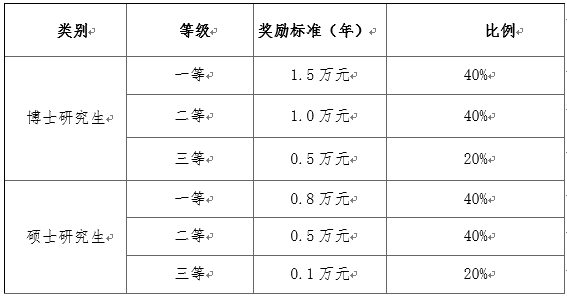 类别 等级 奖励标准（年） 比例
博士研究生 一等 1.5万元 40%
二等 1.0万元 40%
三等 0.5万元 20%
硕士研究生 一等 0.8万元 40%
二等 0.5万元 40%
三等 0.1万元 20%